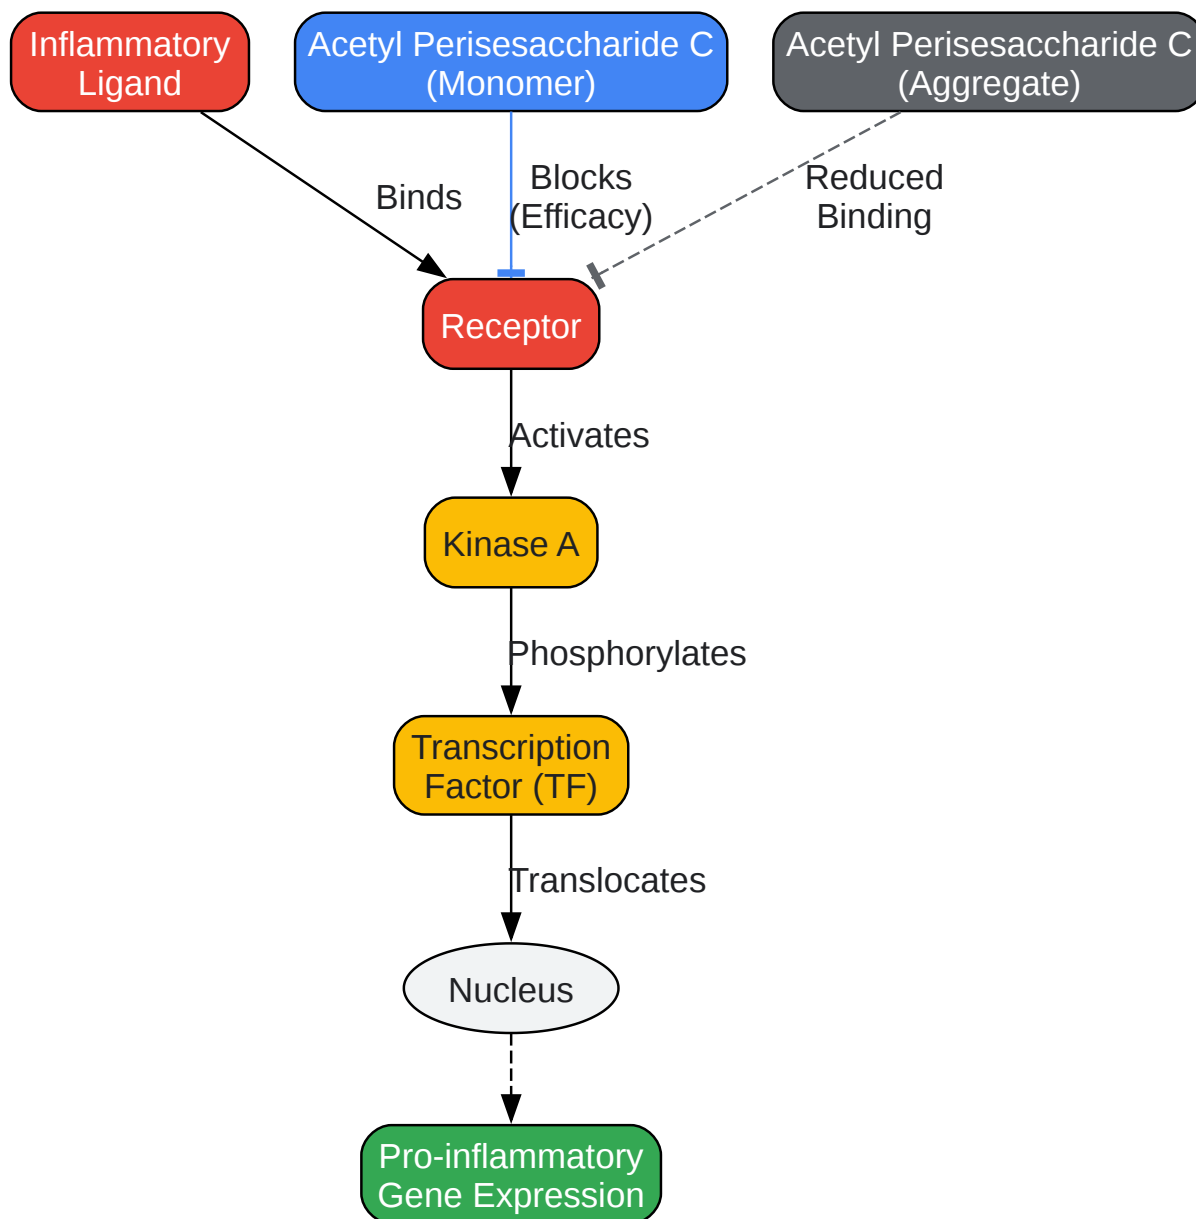 Inflammatory
Ligand
Acetyl Perisesaccharide C
(Monomer)
Acetyl Perisesaccharide C
(Aggregate)
Binds
Blocks
(Efficacy)
Reduced
Binding
Receptor
Activates
Kinase A
Phosphorylates
Transcription
Factor (TF)
Translocates
Nucleus
Pro-inflammatory
Gene Expression